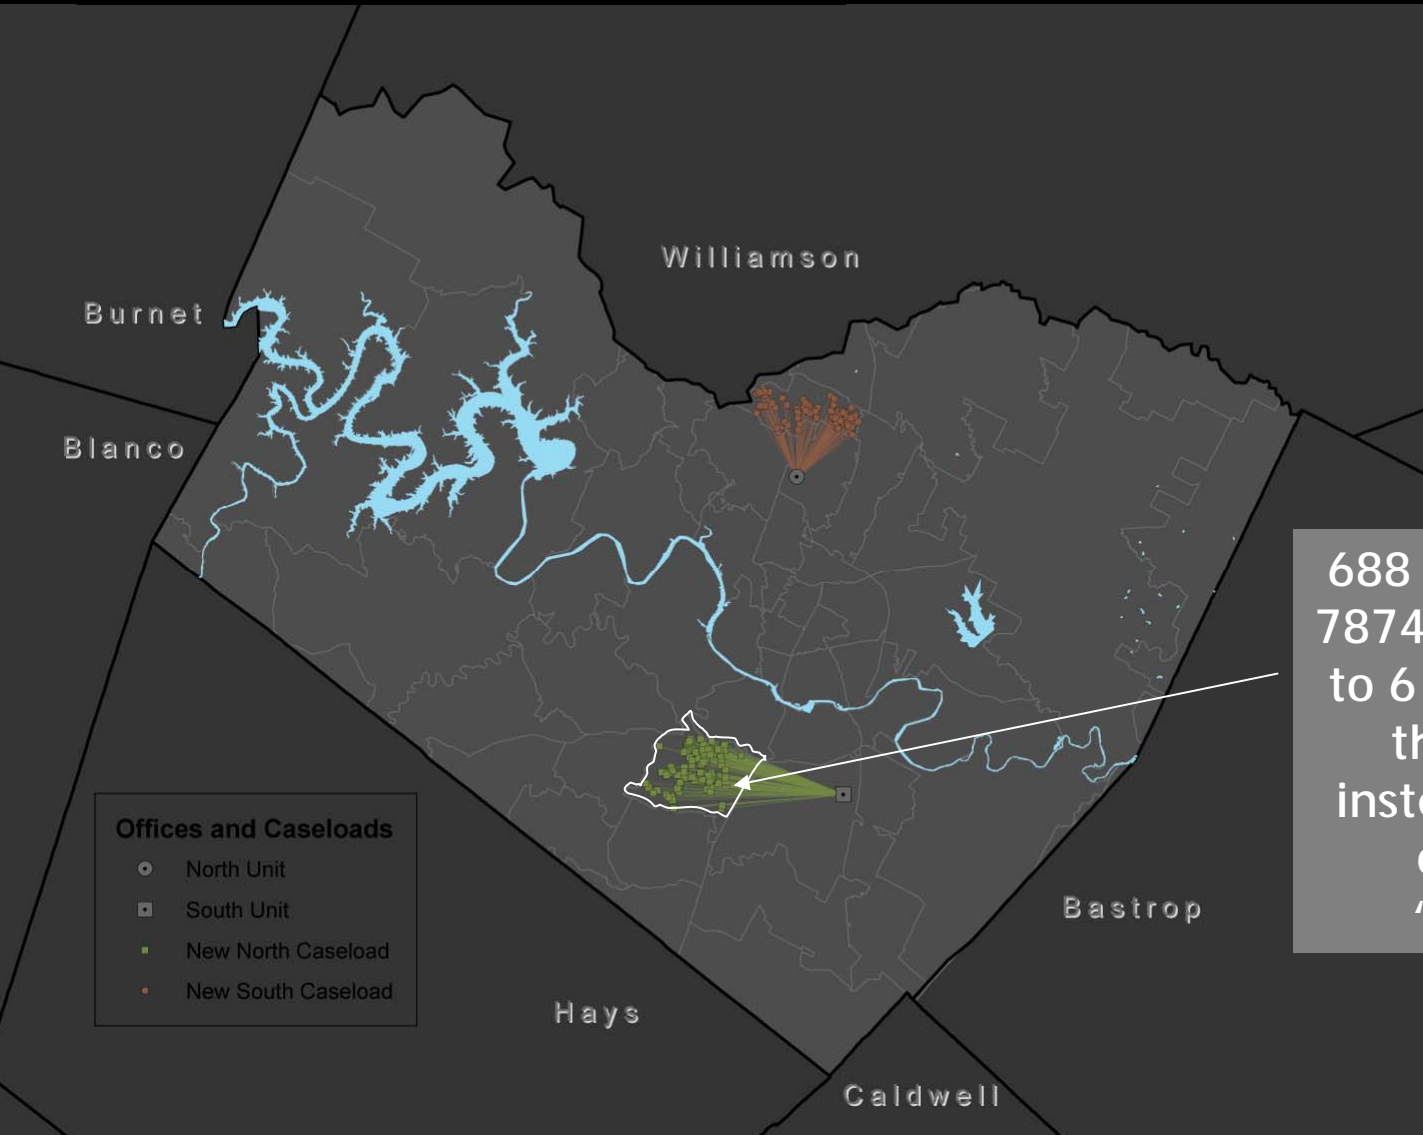 Williamson
Burnet
Blanco
688
7874
to 6
th
inste
Offices and Caseloads
North Unit
South Unit
New North Caseload
New South Caseload
Bastrop
Hays
Caldwell